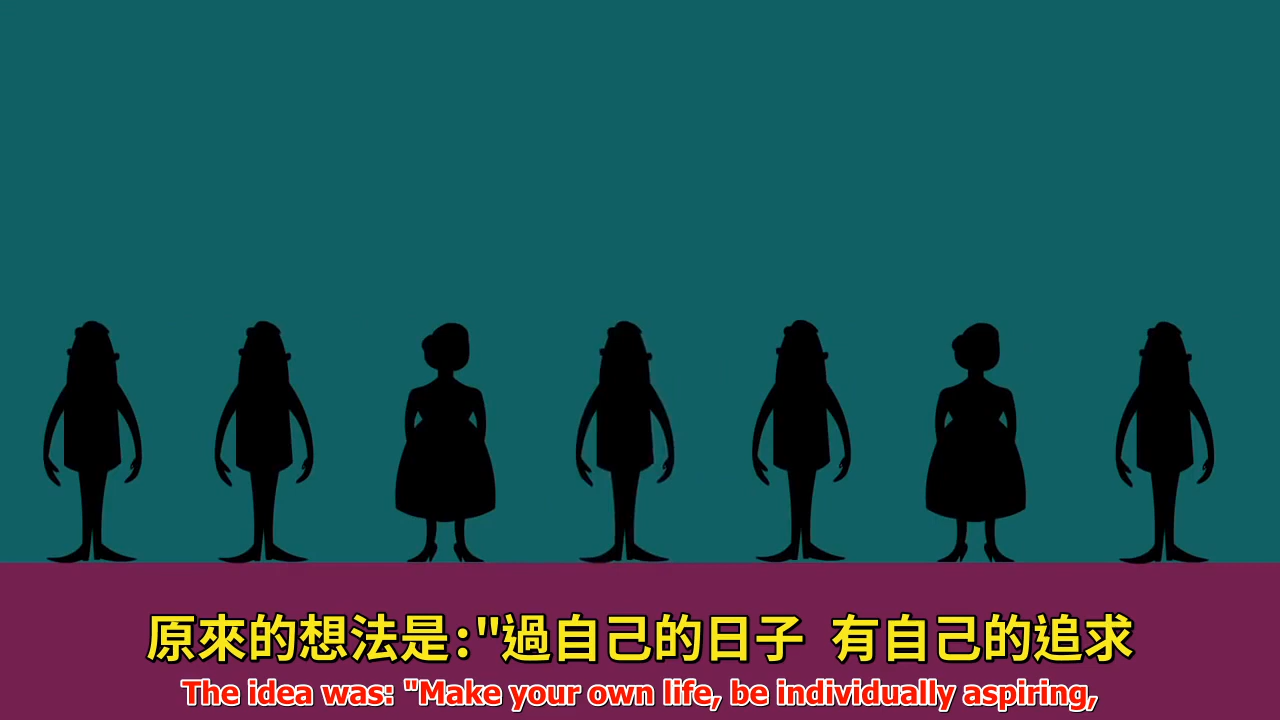 原來的想法是:"過自己的日子 有自己的追求
The idea was: "Make your own life, be individually aspiring,